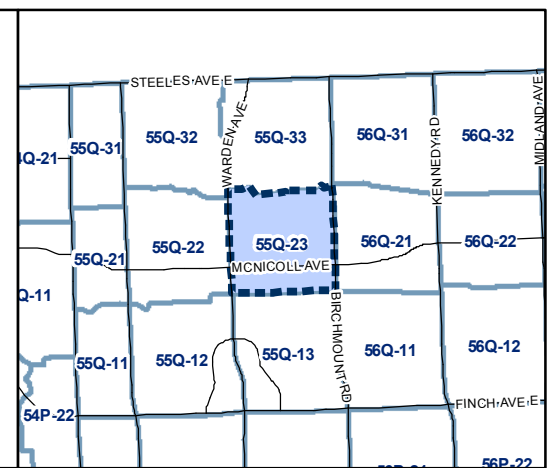 STEELES AVE E
MIDLAND AVE
55Q-31
55Q-32
WARDEN AVE
55Q-33
56Q-31
KENNEDY RD
56Q-32
Q-21
55Q-21
55Q-22
55Q-23
56Q-21
56Q-22
MCNICOLL AVE
Q-11
55Q-11
55Q-12
55Q-13
BIRCHMOUNT RD
56Q-11
56Q-12
54P-22
FINCH AVE E
56P-22